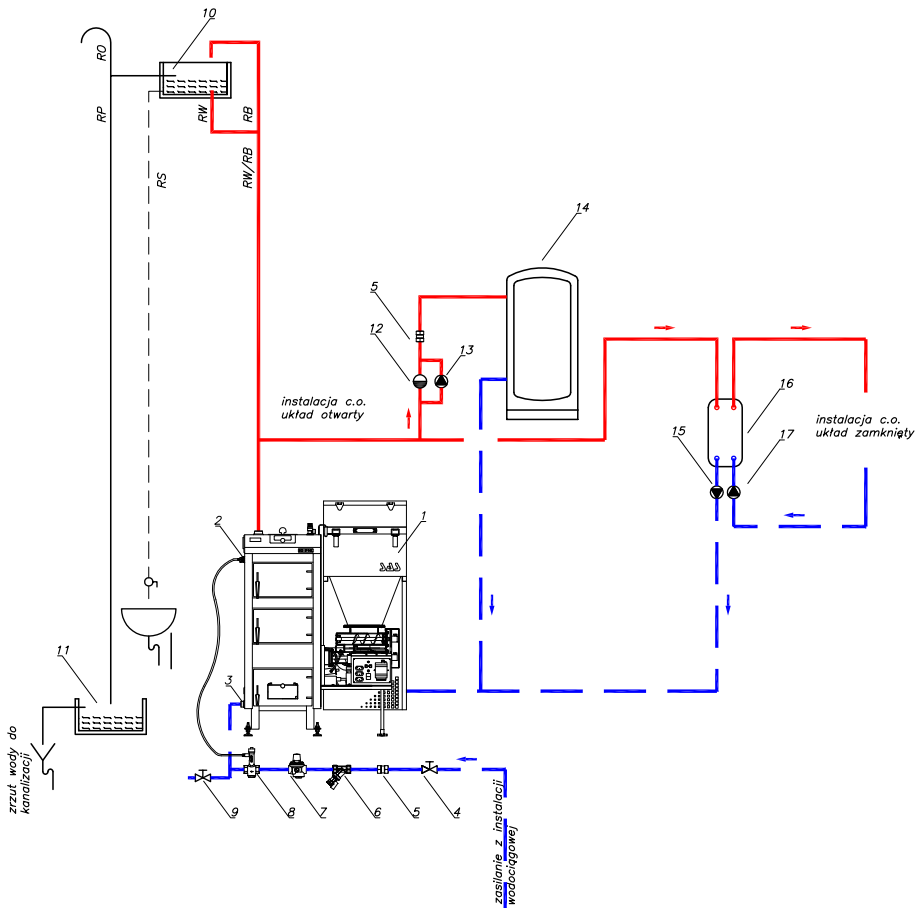 10
RO
RP
RW
RB
RS
RW/RB
14
5
12
13
instalacja c.o.
układ otwarty
16
instalacja c.o.
układ zamknięty
15
17
2
1
3
11
zrzut wody do
kanalizacji
9
8
7
6
5
4
zasilanie z instalacji
wodociągowej